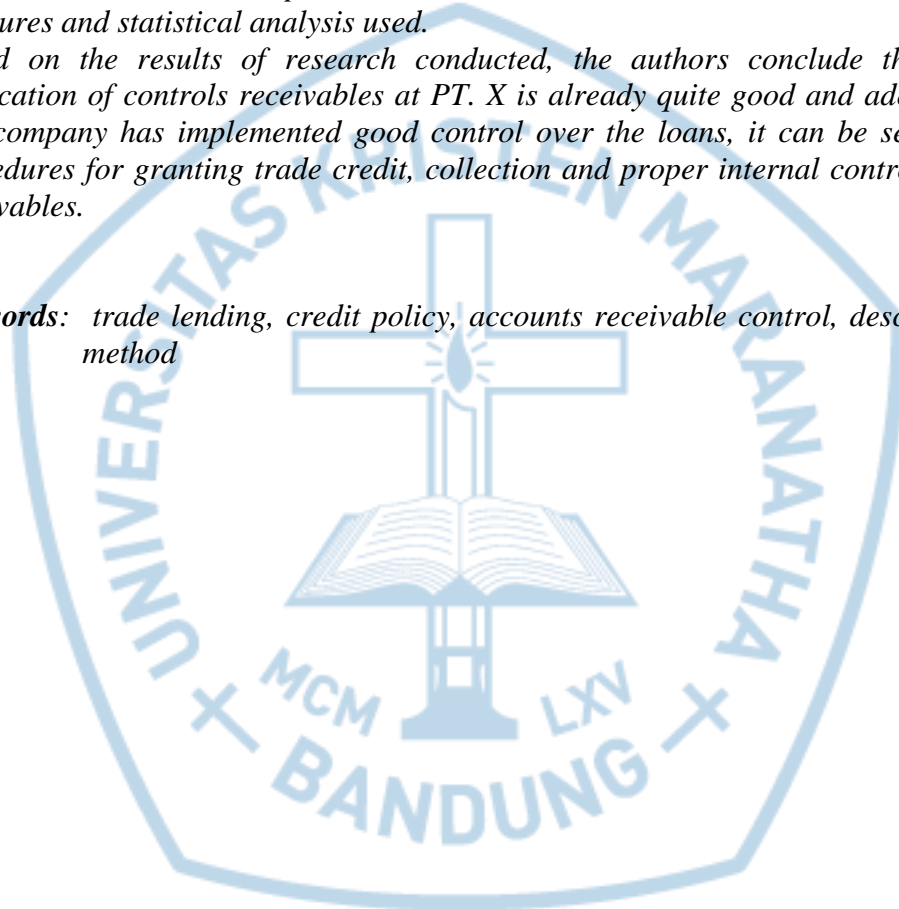 ures and statistical analysis used.
d on the results of research conducted, the authors conclude th
cation of controls receivables at PT. X is already quite good and ade
company has implemented good control over the loans, it can be se
edures for granting trade credit, collection and proper internal contro
vables.
ords: trade lending, credit policy, accounts receivable control, desc
method
UNIVERSITAS KRISTEN MARANATHA
MCM LXV
BANDUNG